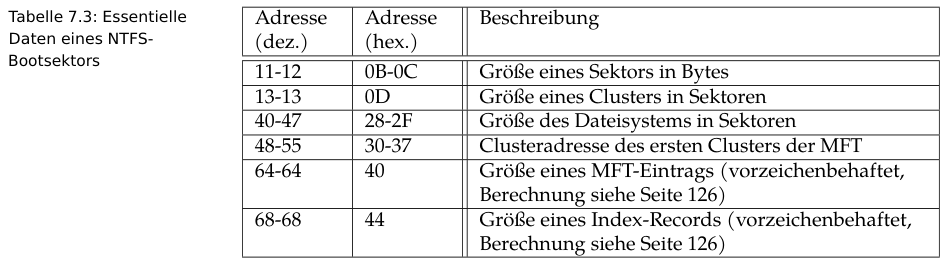 Tabelle 7.3: Essentielle
Daten eines NTFS-
Bootsektors
Adresse (dez.) Adresse (hex.) Beschreibung
11-12 0B-0C Größe eines Sektors in Bytes
13-13 0D Größe eines Clusters in Sektoren
40-47 28-2F Größe des Dateisystems in Sektoren
48-55 30-37 Clusteradresse des ersten Clusters der MFT
64-64 40 Größe eines MFT-Eintrags (vorzeichenbehaftet,
Berechnung siehe Seite 126)
68-68 44 Größe eines Index-Records (vorzeichenbehaftet,
Berechnung siehe Seite 126)